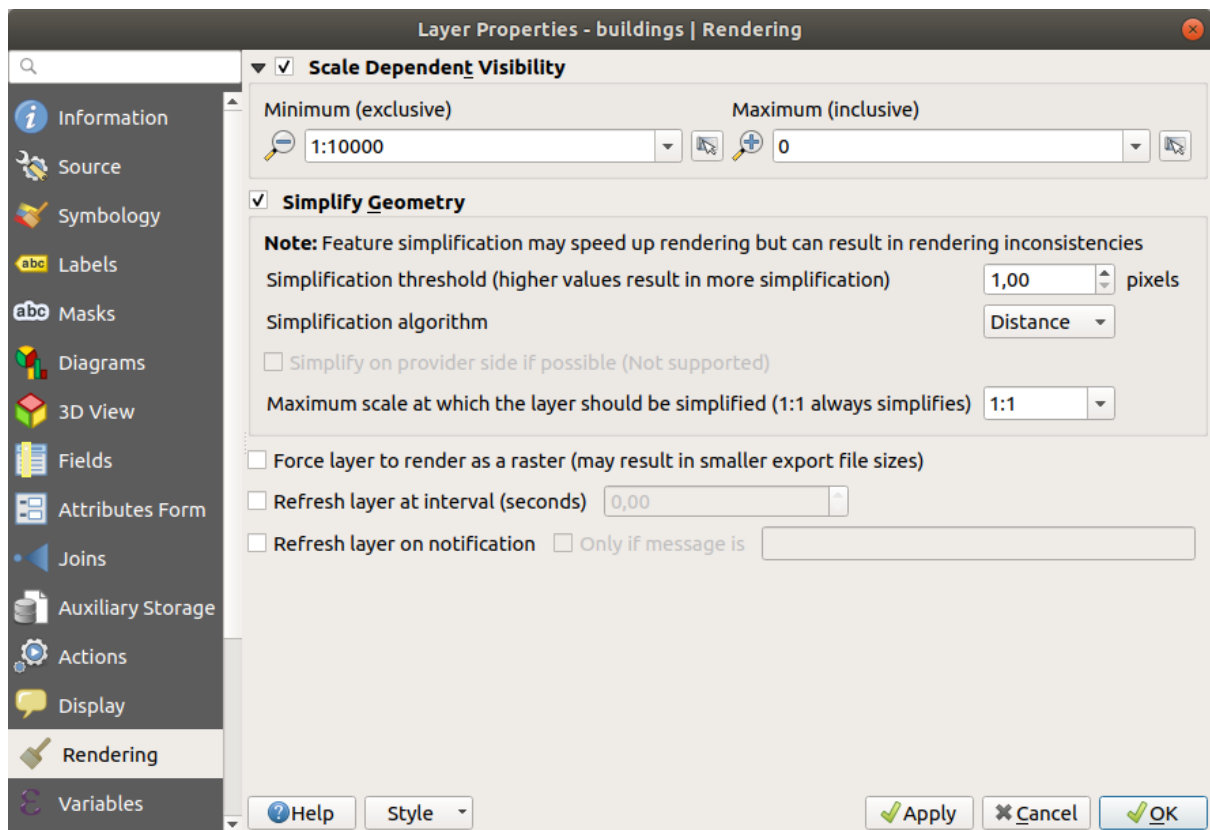 Layer Properties - buildings | Rendering
Information
Source
Symbology
abc Labels
abc Masks
Diagrams
3D View
Fields
Attributes Form
Joins
Auxiliary Storage
Actions
Display
Rendering
Variables
Scale Dependent Visibility
Minimum (exclusive) Maximum (inclusive)
1:10000 0
Simplify Geometry
Note: Feature simplification may speed up rendering but can result in rendering inconsistencies
Simplification threshold (higher values result in more simplification) 1,00 pixels
Simplification algorithm Distance
Simplify on provider side if possible (Not supported)
Maximum scale at which the layer should be simplified (1:1 always simplifies) 1:1
Force layer to render as a raster (may result in smaller export file sizes)
Refresh layer at interval (seconds) 0,00
Refresh layer on notification Only if message is
Help Style Apply Cancel OK